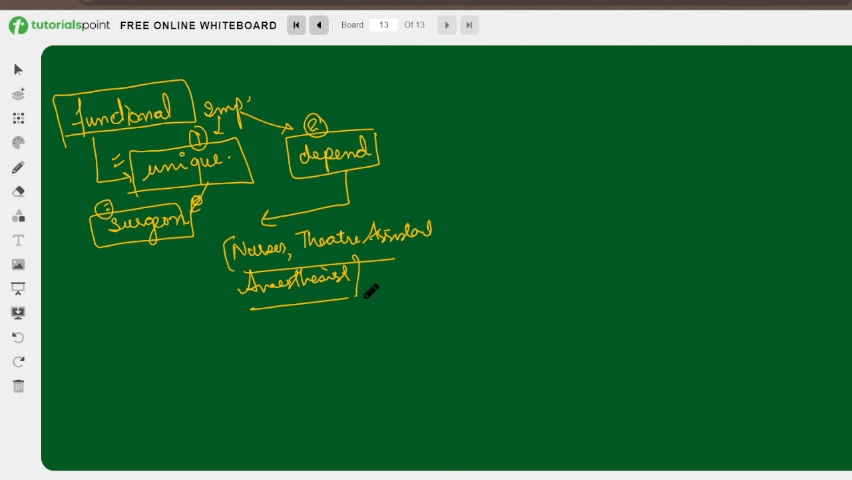 tutorialspoint FREE ONLINE WHITEBOARD Board 13 Of 13
functional Imp'
1
2
unique.
depend
Surgeon
(Nurses, Theatre Assistant
Anaesthesist)